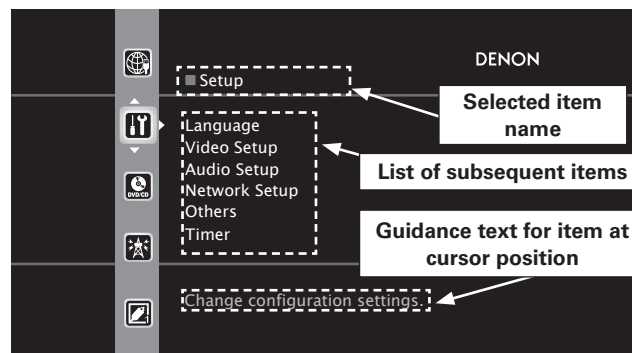 DENON
Setup
Selected item
name
Language
Video Setup
Audio Setup
Network Setup
Others
Timer
List of subsequent items
Guidance text for item at
cursor position
Change configuration settings.
DVD/CD
1